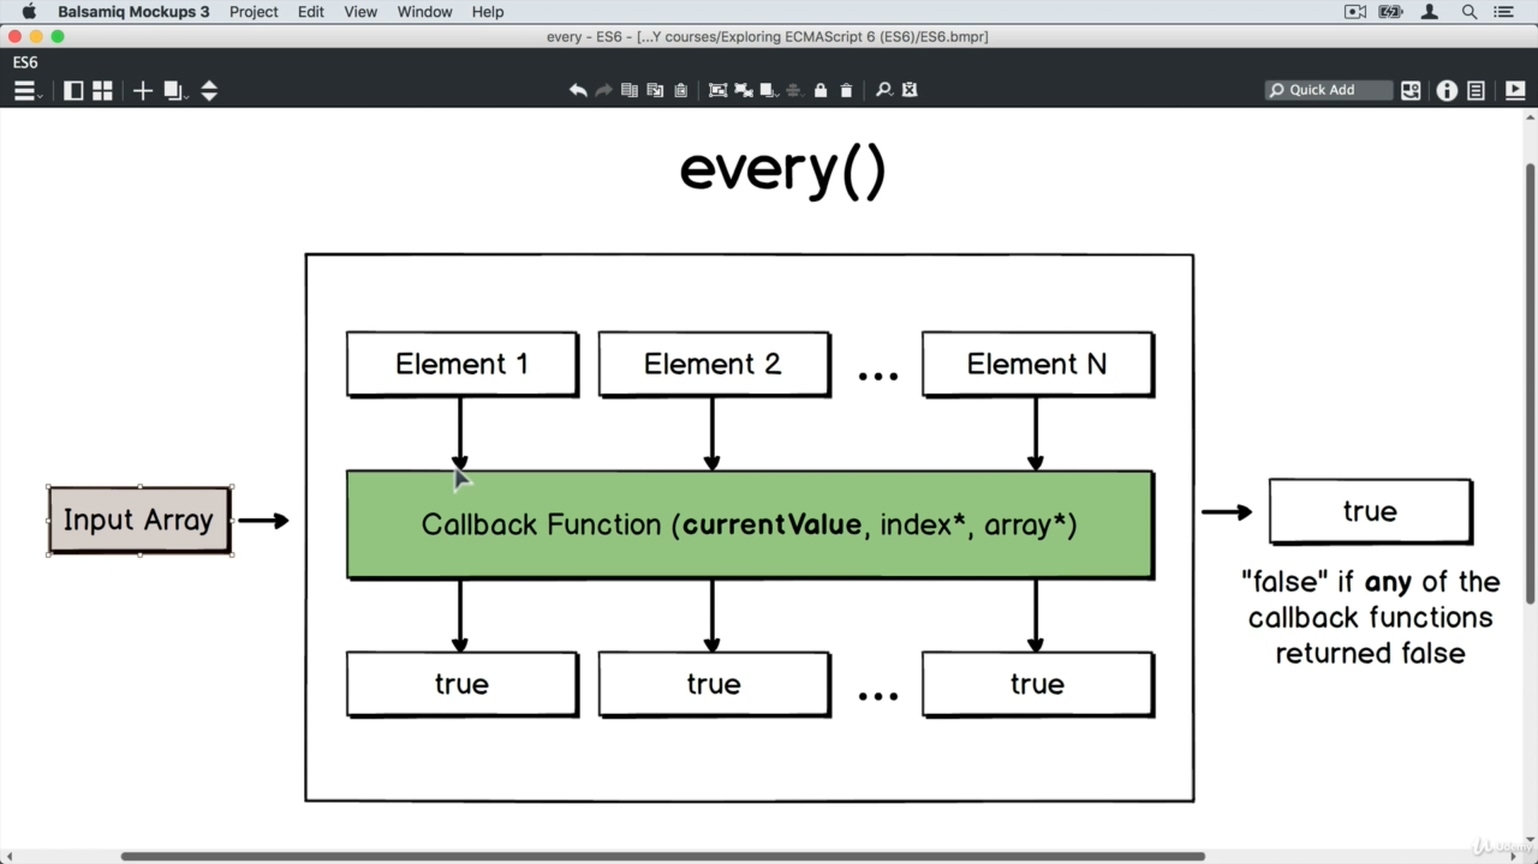 Balsamiq Mockups 3 Project Edit View Window Help
every - ES6 - [...Y courses/Exploring ECMAScript 6 (ES6)/ES6.bmpr]
ES6
Quick Add
every()
Element 1 Element 2 ... Element N
Input Array
Callback Function (currentValue, index*, array*)
true
"false" if any of the
callback functions
returned false
true true ... true
Udemy